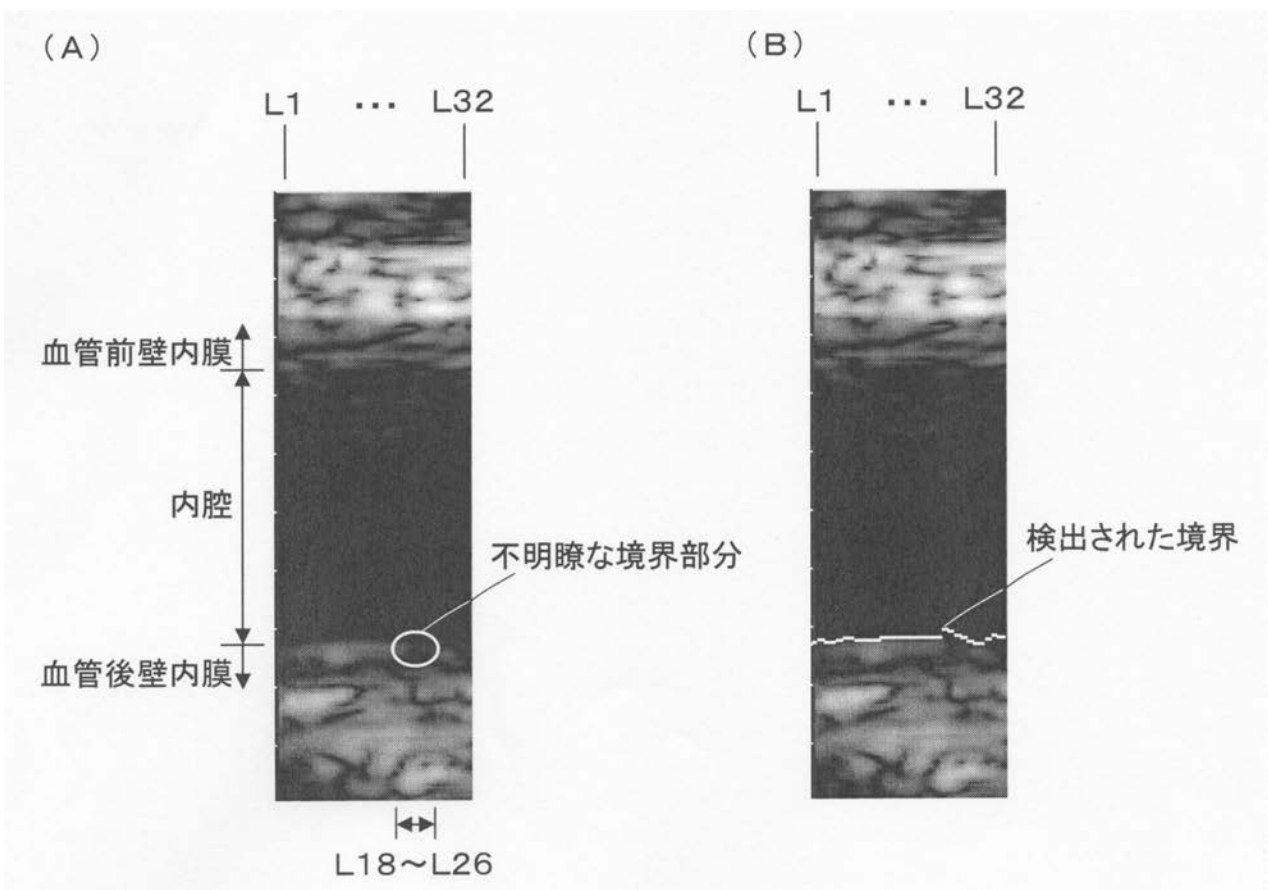 (A)
L1 ... L32
血管前壁内膜
内腔
不明瞭な境界部分
血管後壁内膜
L18～L26
(B)
L1 ... L32
検出された境界